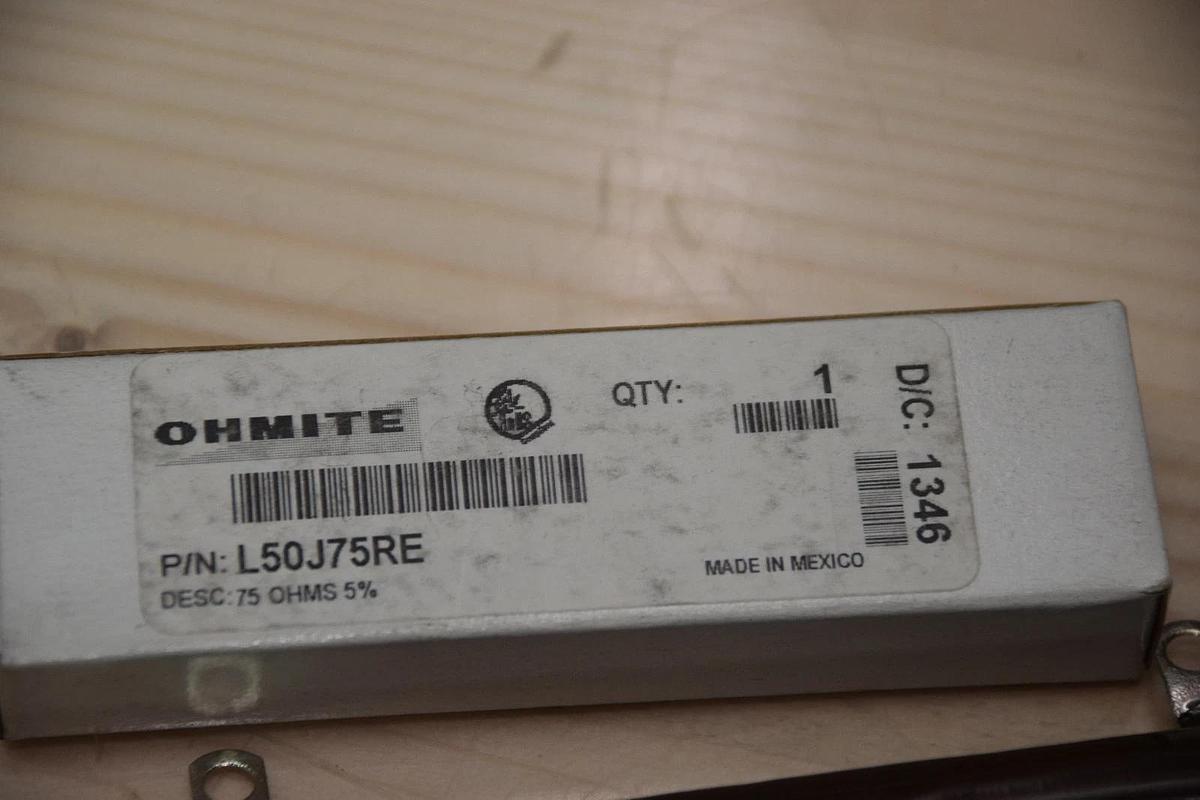 OHMITE
QTY: 1
P/N: L50J75RE
DESC: 75 OHMS 5%
MADE IN MEXICO
D/C: 1346